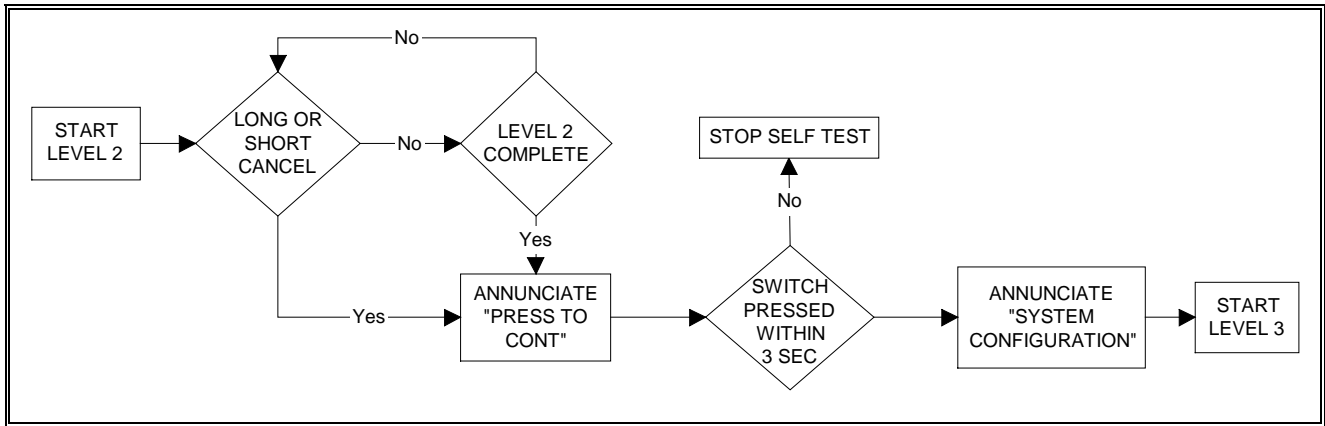 START
LEVEL 2
LONG OR
SHORT
CANCEL
No
No
LEVEL 2
COMPLETE
Yes
Yes
ANNUNCIATE
"PRESS TO
CONT"
STOP SELF TEST
No
SWITCH
PRESSED
WITHIN
3 SEC
ANNUNCIATE
"SYSTEM
CONFIGURATION"
START
LEVEL 3